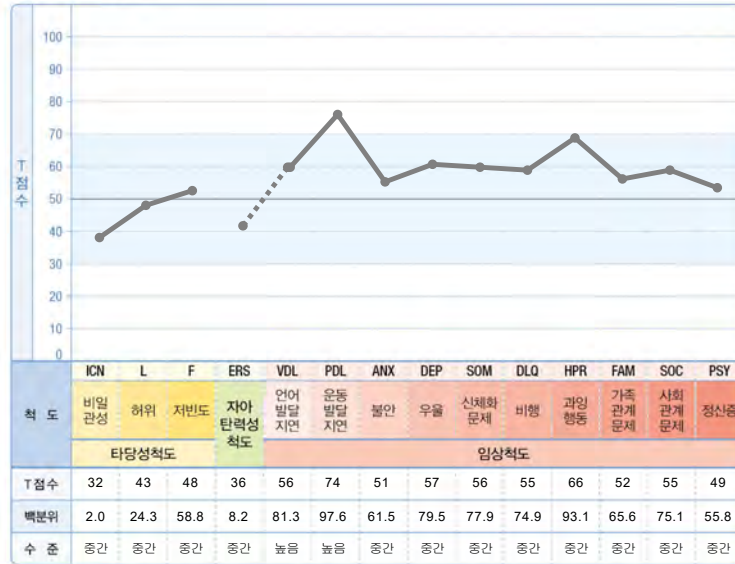 100
90
80
70
60
50
40
30
20
10
0
T
점
수
ICN L F ERS VDL PDL ANX DEP SOM DLQ HPR FAM SOC PSY
척 도
비일
관성
허위
저빈도
자아
탄력성
척도
언어
발달
지연
운동
발달
지연
불안
우울
신체화
문제
비행
과잉
행동
가족
관계
문제
사회
관계
문제
정신증
타당성척도
임상척도
T점수 32 43 48 36 56 74 51 57 56 55 66 52 55 49
백분위 2.0 24.3 58.8 8.2 81.3 97.6 61.5 79.5 77.9 74.9 93.1 65.6 75.1 55.8
수 준 중간 중간 중간 중간 높음 높음 중간 중간 중간 중간 중간 중간 중간 중간